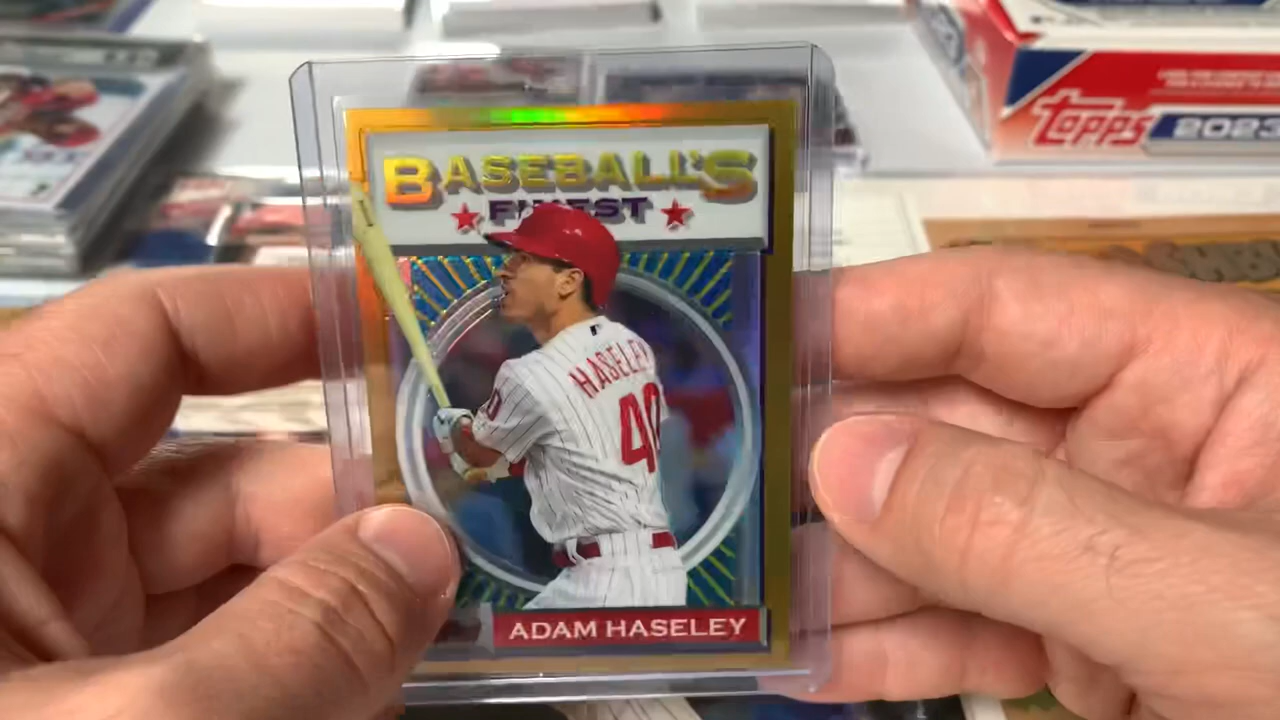 BASEBALL'S
FINEST
HASELEY
40
ADAM HASELEY
Topps
2023